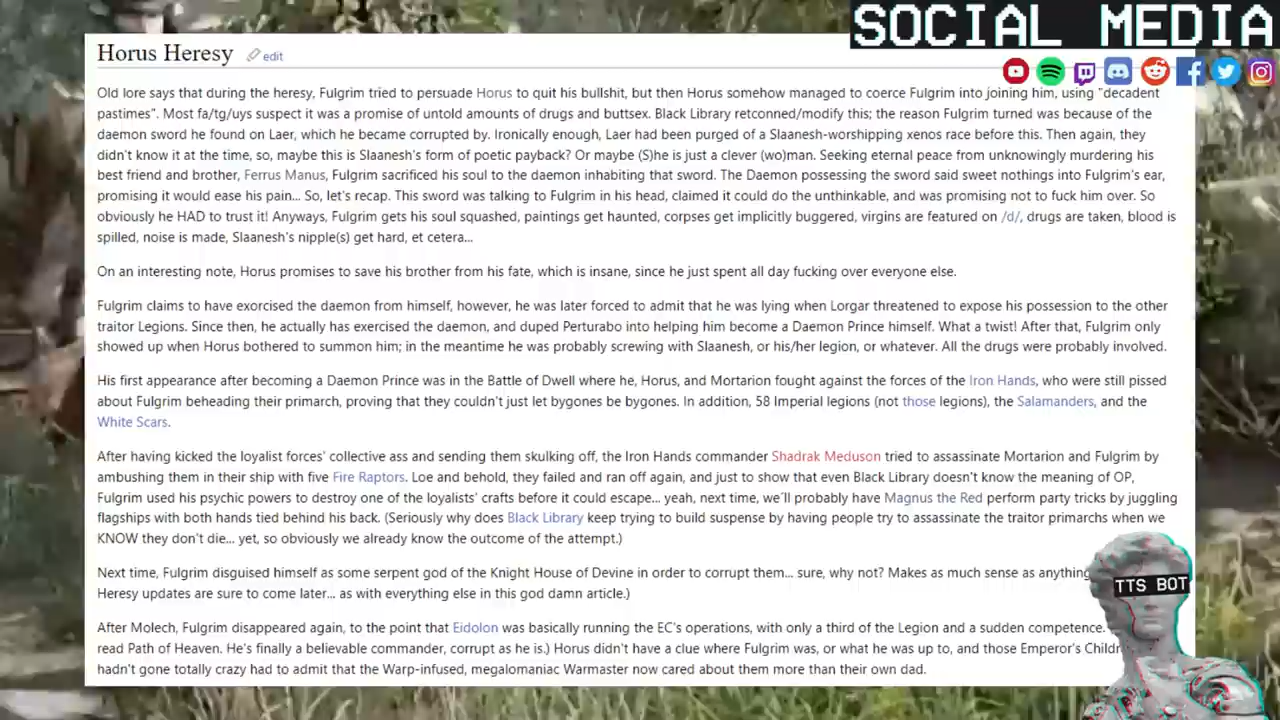 SOCIAL MEDIA
Horus Heresy edit
Old lore says that during the heresy, Fulgrim tried to persuade Horus to quit his bullshit, but then Horus somehow managed to coerce Fulgrim into joining him, using "decadent
pastimes". Most fa/tg/uys suspect it was a promise of untold amounts of drugs and buttsex. Black Library retconned/modify this; the reason Fulgrim turned was because of the
daemon sword he found on Laer, which he became corrupted by. Ironically enough, Laer had been purged of a Slaanesh-worshipping xenos race before this. Then again, they
didn't know it at the time, so, maybe this is Slaanesh's form of poetic payback? Or maybe (S)he is just a clever (wo)man. Seeking eternal peace from unknowingly murdering his
best friend and brother, Ferrus Manus, Fulgrim sacrificed his soul to the daemon inhabiting that sword. The Daemon possessing the sword said sweet nothings into Fulgrim's ear,
promising it would ease his pain... So, let's recap. This sword was talking to Fulgrim in his head, claimed it could do the unthinkable, and was promising not to fuck him over. So
obviously he HAD to trust it! Anyways, Fulgrim gets his soul squashed, paintings get haunted, corpses get implicitly buggered, virgins are featured on /d/, drugs are taken, blood is
spilled, noise is made, Slaanesh's nipple(s) get hard, et cetera...
On an interesting note, Horus promises to save his brother from his fate, which is insane, since he just spent all day fucking over everyone else.
Fulgrim claims to have exorcised the daemon from himself, however, he was later forced to admit that he was lying when Lorgar threatened to expose his possession to the other
traitor Legions. Since then, he actually has exercised the daemon, and duped Perturabo into helping him become a Daemon Prince himself. What a twist! After that, Fulgrim only
showed up when Horus bothered to summon him; in the meantime he was probably screwing with Slaanesh, or his/her legion, or whatever. All the drugs were probably involved.
His first appearance after becoming a Daemon Prince was in the Battle of Dwell where he, Horus, and Mortarion fought against the forces of the Iron Hands, who were still pissed
about Fulgrim beheading their primarch, proving that they couldn't just let bygones be bygones. In addition, 58 Imperial legions (not those legions), the Salamanders, and the
White Scars.
After having kicked the loyalist forces' collective ass and sending them skulking off, the Iron Hands commander Shadrak Meduson tried to assassinate Mortarion and Fulgrim by
ambushing them in their ship with five Fire Raptors. Loe and behold, they failed and ran off again, and just to show that even Black Library doesn't know the meaning of OP,
Fulgrim used his psychic powers to destroy one of the loyalists' crafts before it could escape... yeah, next time, we'll probably have Magnus the Red perform party tricks by juggling
flagships with both hands tied behind his back. (Seriously why does Black Library keep trying to build suspense by having people try to assassinate the traitor primarchs when we
KNOW they don't die... yet, so obviously we already know the outcome of the attempt.)
Next time, Fulgrim disguised himself as some serpent god of the Knight House of Devine in order to corrupt them... sure, why not? Makes as much sense as anything
Heresy updates are sure to come later... as with everything else in this god damn article.)
After Molech, Fulgrim disappeared again, to the point that Eidolon was basically running the EC's operations, with only a third of the Legion and a sudden competence.
read Path of Heaven. He's finally a believable commander, corrupt as he is.) Horus didn't have a clue where Fulgrim was, or what he was up to, and those Emperor's
hadn't gone totally crazy had to admit that the Warp-infused, megalomaniac Warmaster now cared about them more than their own dad.
TTS BOT